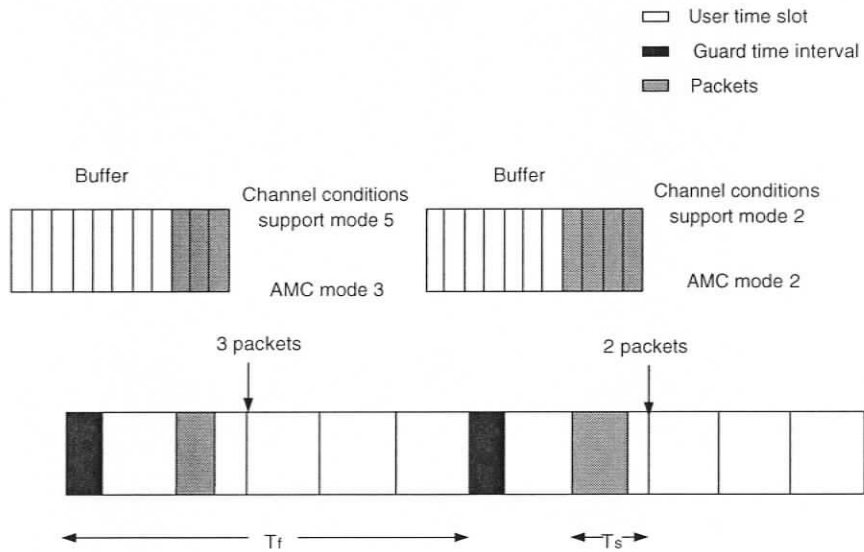 User time slot
Guard time interval
Packets
Buffer
Channel conditions
support mode 5
AMC mode 3
Buffer
Channel conditions
support mode 2
AMC mode 2
3 packets
2 packets
Tf
Ts